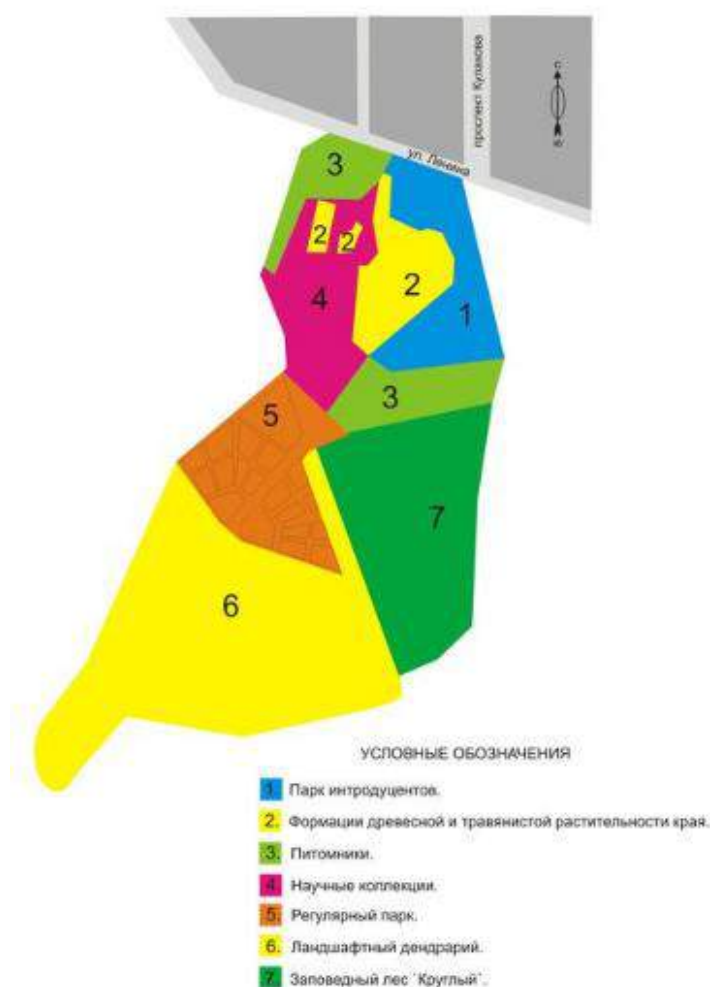 проспект Кулакова
С
ул. Ленина
3
2
2
2
4
1
3
5
7
6
УСЛОВНЫЕ ОБОЗНАЧЕНИЯ
1. Парк интродуцентов.
2. Формации древесной и травянистой растительности края.
3. Питомники.
4. Научные коллекции.
5. Регулярный парк.
6. Ландшафтный дендрарий.
7. Заповедный лес `Круглый`.